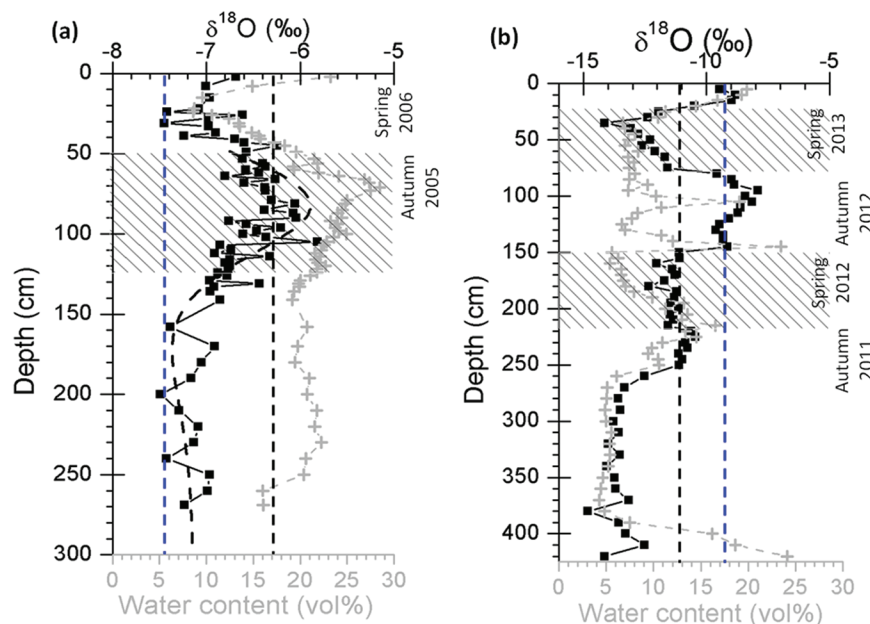 (a)
δ18O (‰)
-8 -7 -6 -5
0
50
100
150
200
250
300
Depth (cm)
Spring
2006
Autumn
2005
0 5 10 15 20 25 30
Water content (vol%)
(b)
δ18O (‰)
-15 -10 -5
0
50
100
150
200
250
300
350
400
Depth (cm)
Spring
2013
Autumn
2012
Spring
2012
Autumn
2011
0 5 10 15 20 25 30
Water content (vol%)